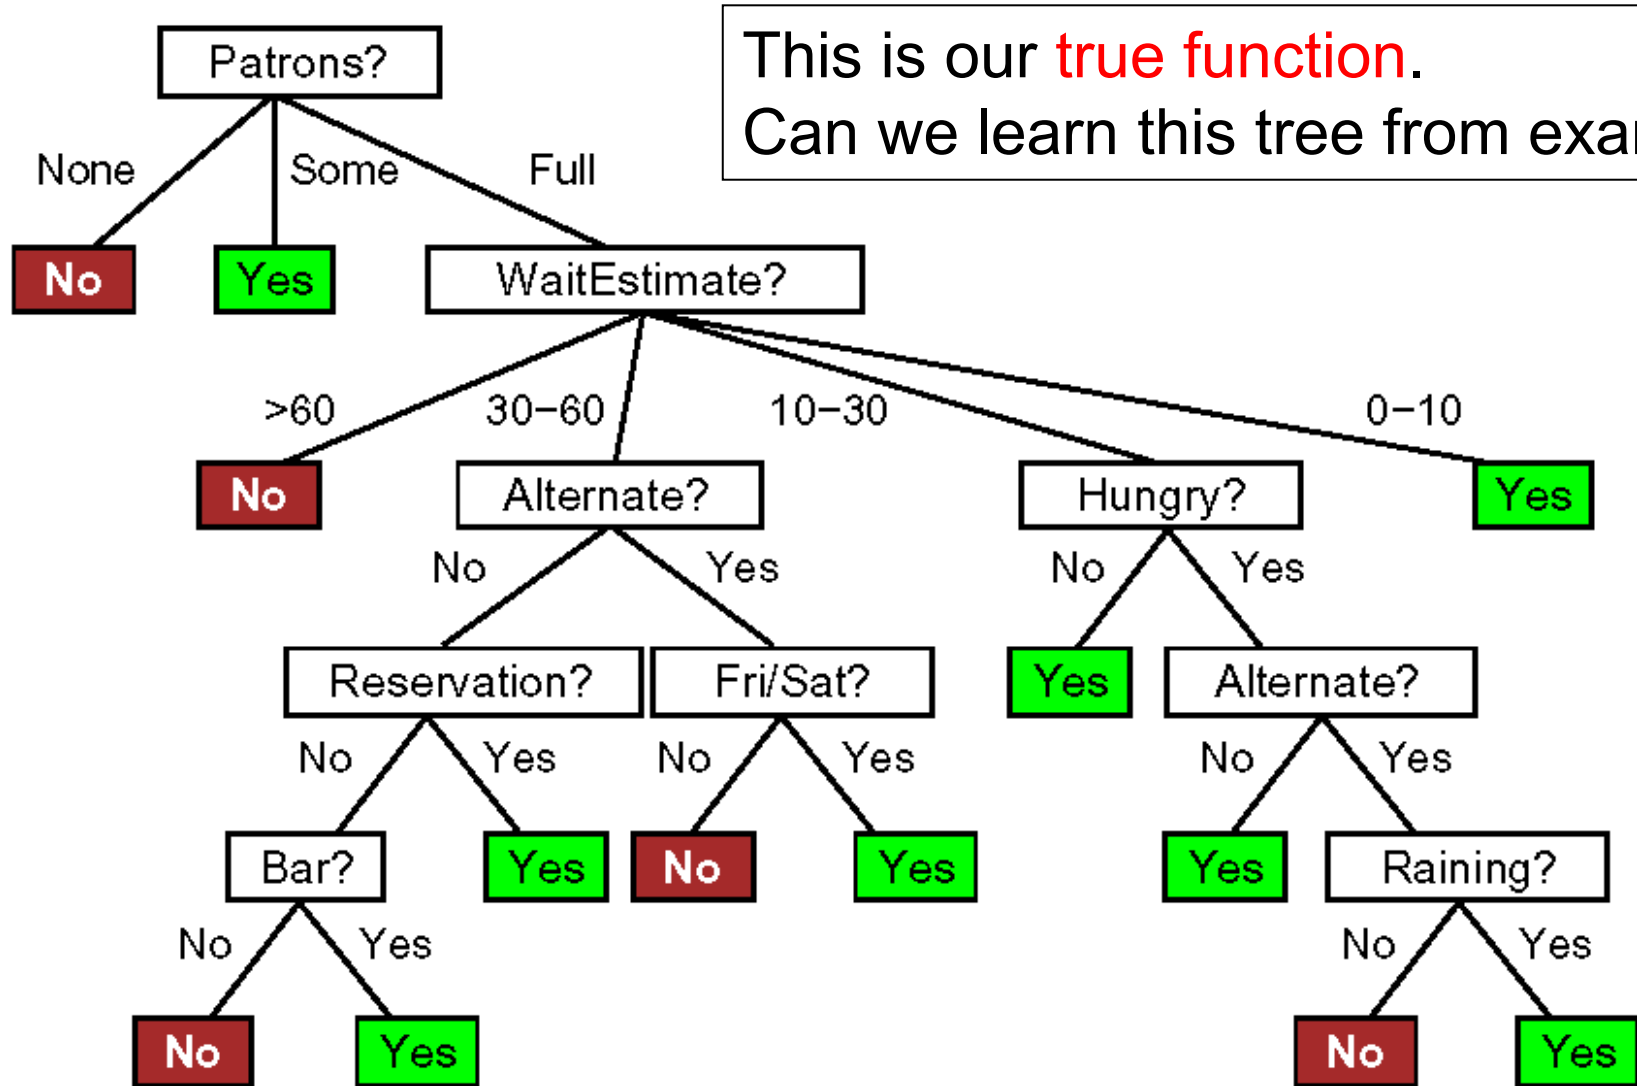 This is our true function.
Can we learn this tree from exa
Patrons?
None Some Full
No Yes WaitEstimate?
>60 30−60 10−30 0−10
No Alternate? Hungry? Yes
No Yes No Yes
Reservation? Fri/Sat? Yes Alternate?
No Yes No Yes No Yes
Bar? Yes No Yes Yes Raining?
No Yes No Yes
No Yes No Yes